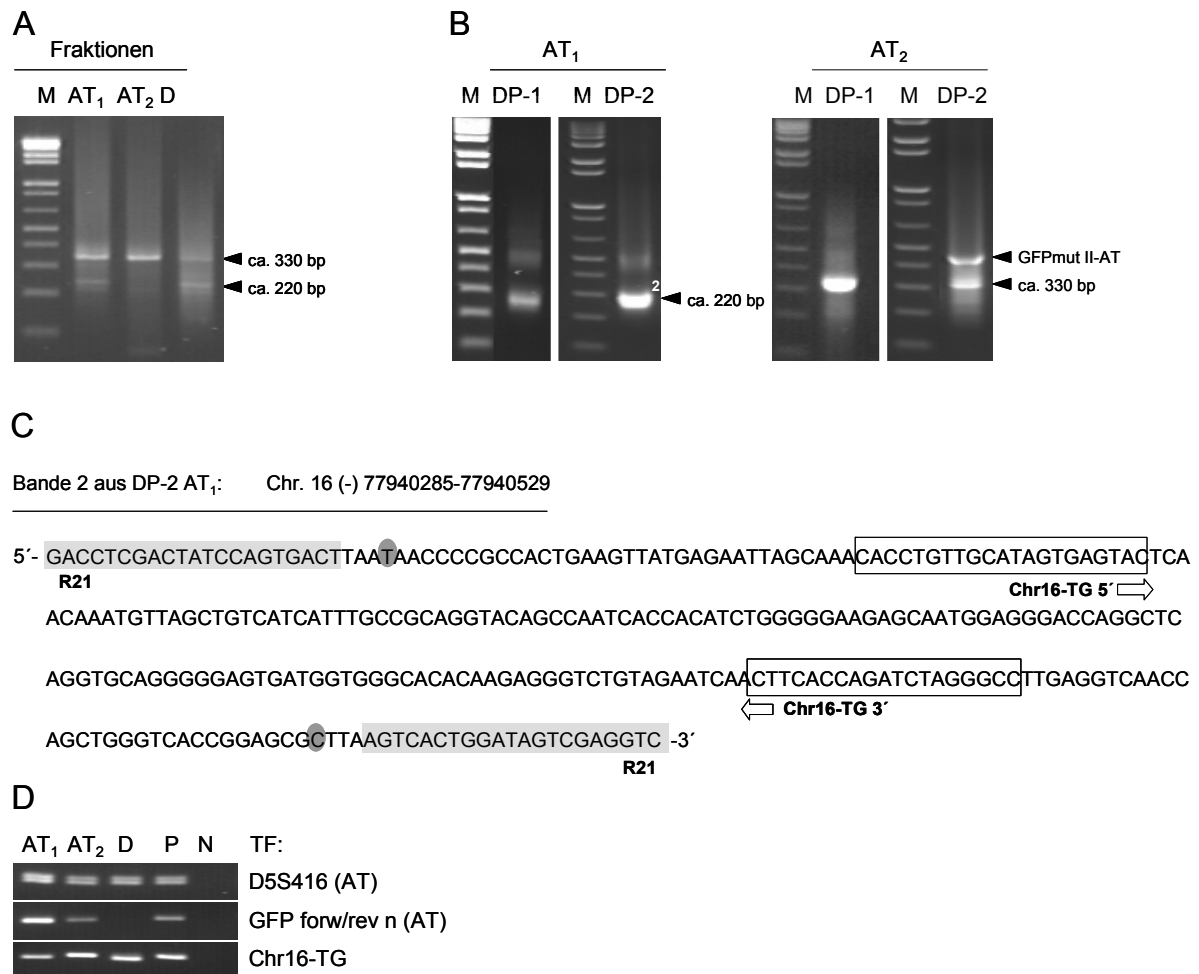 A
Fraktionen
M AT1 AT2 D
ca. 330 bp
ca. 220 bp
B
AT1
AT2
M DP-1 M DP-2
M DP-1 M DP-2
2
ca. 220 bp
GFPmut II-AT
ca. 330 bp
C
Bande 2 aus DP-2 AT1: Chr. 16 (-) 77940285-77940529
5´- GACCTCGACTATCCAGTGACTTAATAACCCCGCCACTGAAGTTATGAGAATTAGCAAACACCTGTTGCATAGTGAGTACTCA
R21
Chr16-TG 5´
ACAAATGTTAGCTGTCATCATTTGCCGCAGGTACAGCCAATCACCACATCTGGGGGAAGAGCAATGGAGGGACCAGGCTC
AGGTGCAGGGGGAGTGATGGTGGGCACACAAGAGGGTCTGTAGAATCAACTTCACCAGATCTAGGGCCTTGAGGTCAACC
Chr16-TG 3´
AGCTGGGTCACCGGAGCGCTTAAGTCACTGGATAGTCGAGGTC -3´
R21
D
AT1 AT2 D P N TF:
D5S416 (AT)
GFP forw/rev n (AT)
Chr16-TG